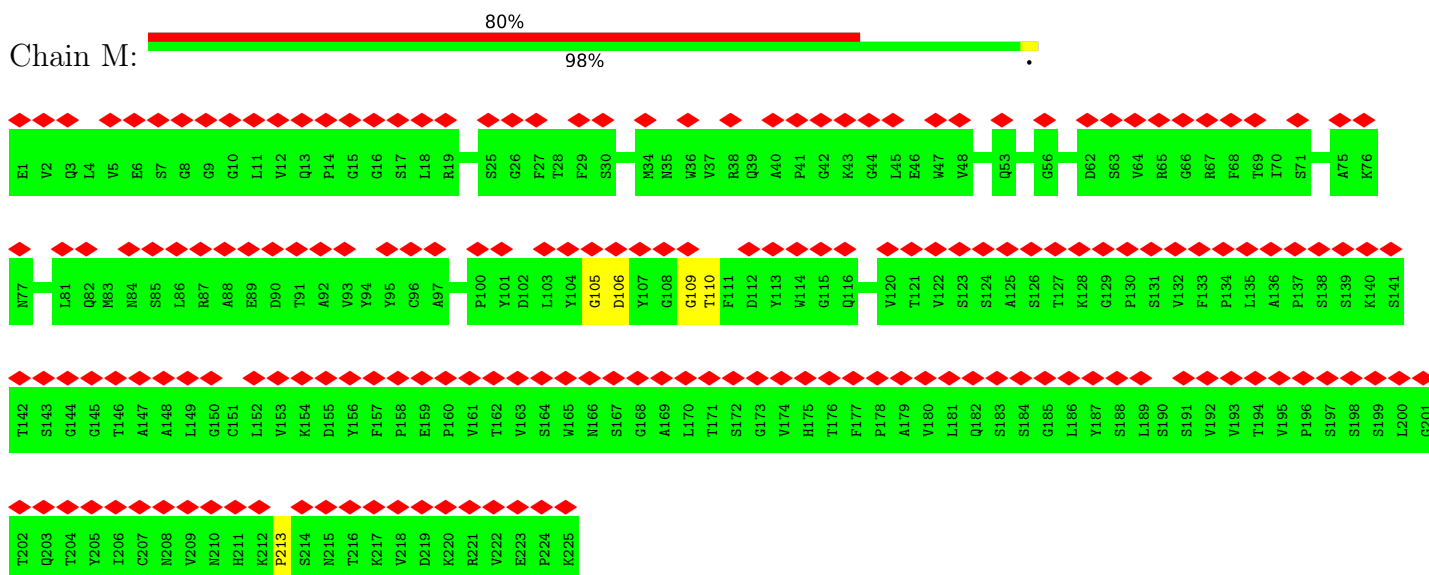 80%
Chain M:
98%
.
E1 V2 Q3 L4 V5 E6 S7 G8 G9 G10 L11 V12 Q13 P14 G15 G16 S17 L18 R19 S25 G26 F27 T28 F29 S30 M34 N35 W36 V37 R38 Q39 A40 P41 G42 K43 G44 L45 E46 W47 V48 Q53 G56 D62 S63 V64 R65 G66 R67 F68 T69 I70 S71 A75 K76
N77 L81 Q82 M83 N84 S85 L86 R87 A88 E89 D90 T91 A92 V93 Y94 Y95 C96 A97 P100 Y101 D102 L103 Y104 G105 D106 Y107 G108 G109 T110 F111 D112 Y113 W114 G115 Q116 V120 T121 V122 S123 S124 A125 S126 T127 K128 G129 P130 S131 V132 F133 P134 L135 A136 P137 S138 S139 K140 S141
T142 S143 G144 G145 T146 A147 A148 L149 G150 C151 L152 V153 K154 D155 Y156 F157 P158 E159 P160 V161 T162 V163 S164 W165 N166 S167 G168 A169 L170 T171 S172 G173 V174 H175 T176 F177 P178 A179 V180 L181 Q182 S183 S184 G185 L186 Y187 S188 L189 S190 S191 V192 V193 T194 V195 P196 S197 S198 S199 L200 G201
T202 Q203 T204 Y205 I206 C207 N208 V209 N210 H211 K212 P213 S214 N215 T216 K217 V218 D219 K220 R221 V222 E223 P224 K225